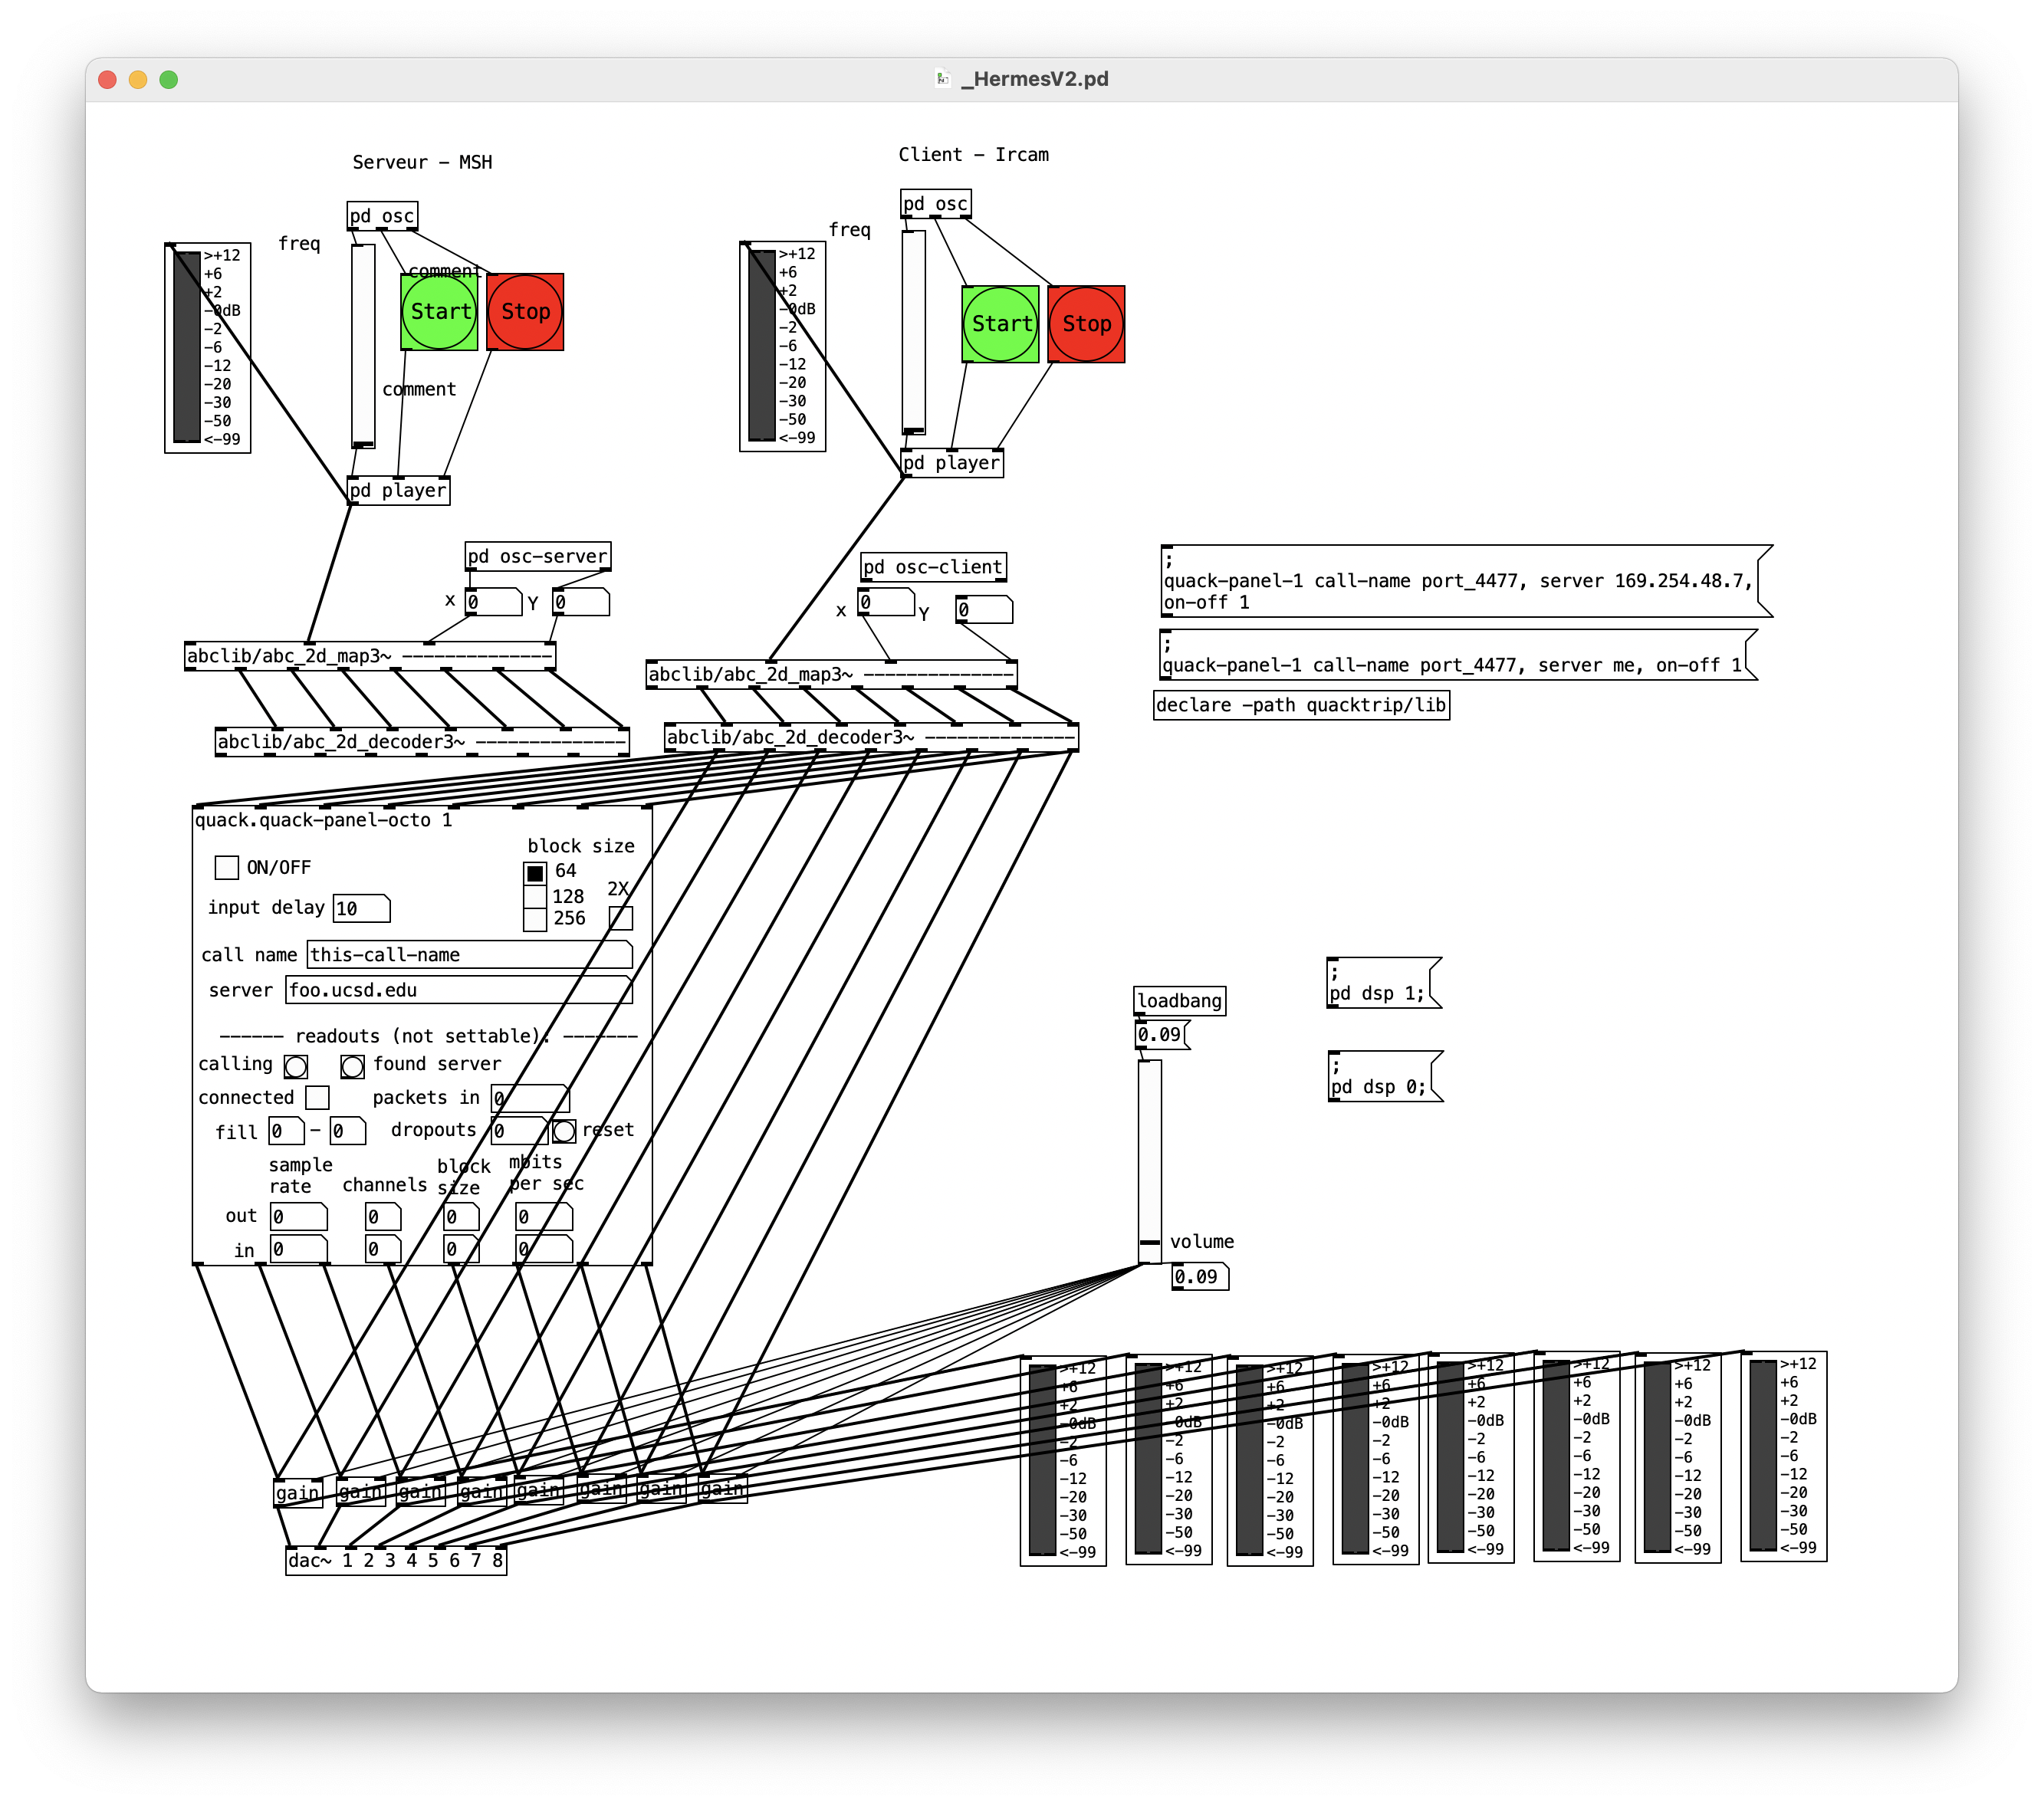 _HermesV2.pd
Serveur – MSH
Client – Ircam
pd osc
freq
comment
Start
Stop
comment
>+12
+6
+2
-0dB
-2
-6
-12
-20
-30
-50
<-99
pd player
pd osc
freq
Start
Stop
>+12
+6
+2
-0dB
-2
-6
-12
-20
-30
-50
<-99
pd player
pd osc-server
x 0 Y 0
abclib/abc_2d_map3~ --------------
abclib/abc_2d_decoder3~ --------------
pd osc-client
x 0 Y 0
abclib/abc_2d_map3~ --------------
abclib/abc_2d_decoder3~ --------------
;
quack-panel-1 call-name port_4477, server 169.254.48.7,
on-off 1
;
quack-panel-1 call-name port_4477, server me, on-off 1
declare -path quacktrip/lib
quack.quack-panel-octo 1
ON/OFF
block size
64
128
256
2X
input delay 10
call name this-call-name
server foo.ucsd.edu
------ readouts (not settable): -------
calling found server
connected packets in 0
fill 0 – 0 dropouts 0 reset
sample rate
channels
block size
mbits per sec
out 0 0 0 0
in 0 0 0 0
loadbang
0.09
volume
0.09
;
pd dsp 1;
;
pd dsp 0;
gain gain gain gain gain gain gain gain
dac~ 1 2 3 4 5 6 7 8
>+12
+6
+2
-0dB
-2
-6
-12
-20
-30
-50
<-99
>+12
+6
+2
-0dB
-2
-6
-12
-20
-30
-50
<-99
>+12
+6
+2
-0dB
-2
-6
-12
-20
-30
-50
<-99
>+12
+6
+2
-0dB
-2
-6
-12
-20
-30
-50
<-99
>+12
+6
+2
-0dB
-2
-6
-12
-20
-30
-50
<-99
>+12
+6
+2
-0dB
-2
-6
-12
-20
-30
-50
<-99
>+12
+6
+2
-0dB
-2
-6
-12
-20
-30
-50
<-99
>+12
+6
+2
-0dB
-2
-6
-12
-20
-30
-50
<-99